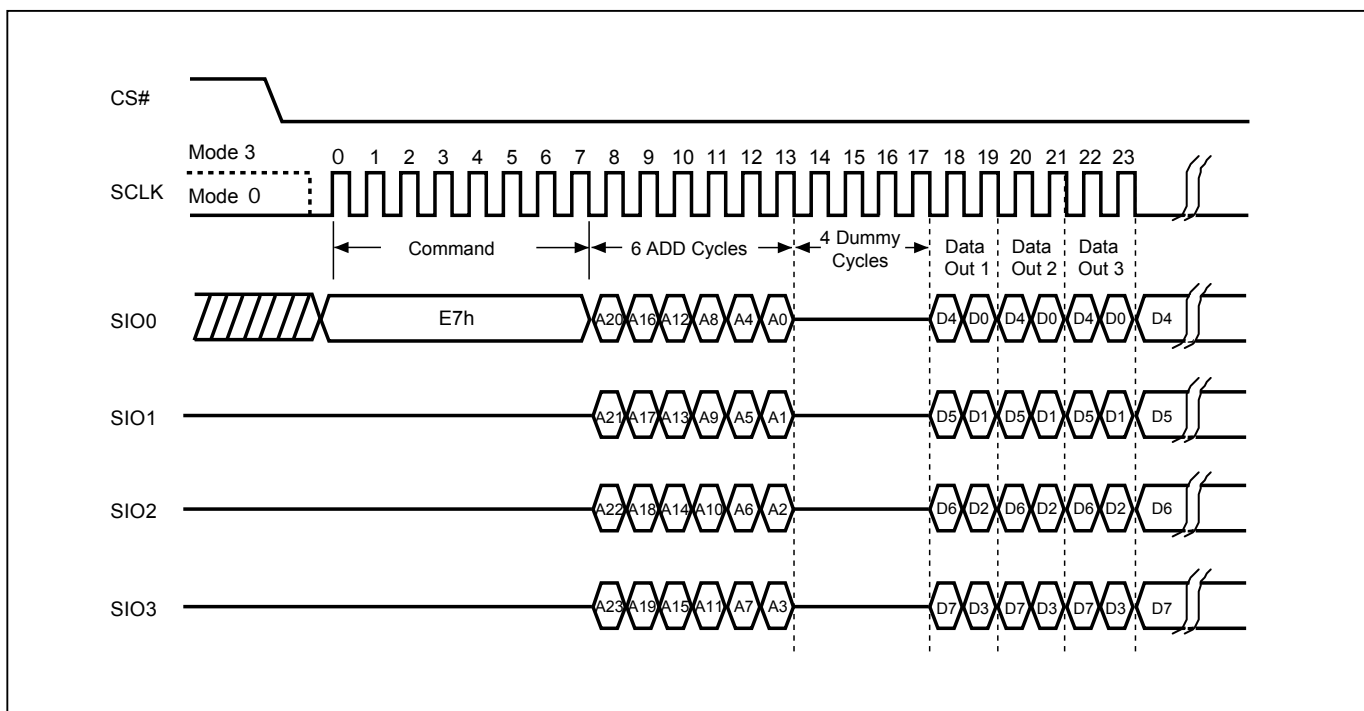 CS#
Mode 3
0 1 2 3 4 5 6 7 8 9 10 11 12 13 14 15 16 17 18 19 20 21 22 23
SCLK
Mode 0
Command
6 ADD Cycles
4 Dummy
Cycles
Data
Out 1
Data
Out 2
Data
Out 3
SIO0
E7h
A20 A16 A12 A8 A4 A0
D4 D0 D4 D0 D4 D0 D4
SIO1
A21 A17 A13 A9 A5 A1
D5 D1 D5 D1 D5 D1 D5
SIO2
A22 A18 A14 A10 A6 A2
D6 D2 D6 D2 D6 D2 D6
SIO3
A23 A19 A15 A11 A7 A3
D7 D3 D7 D3 D7 D3 D7